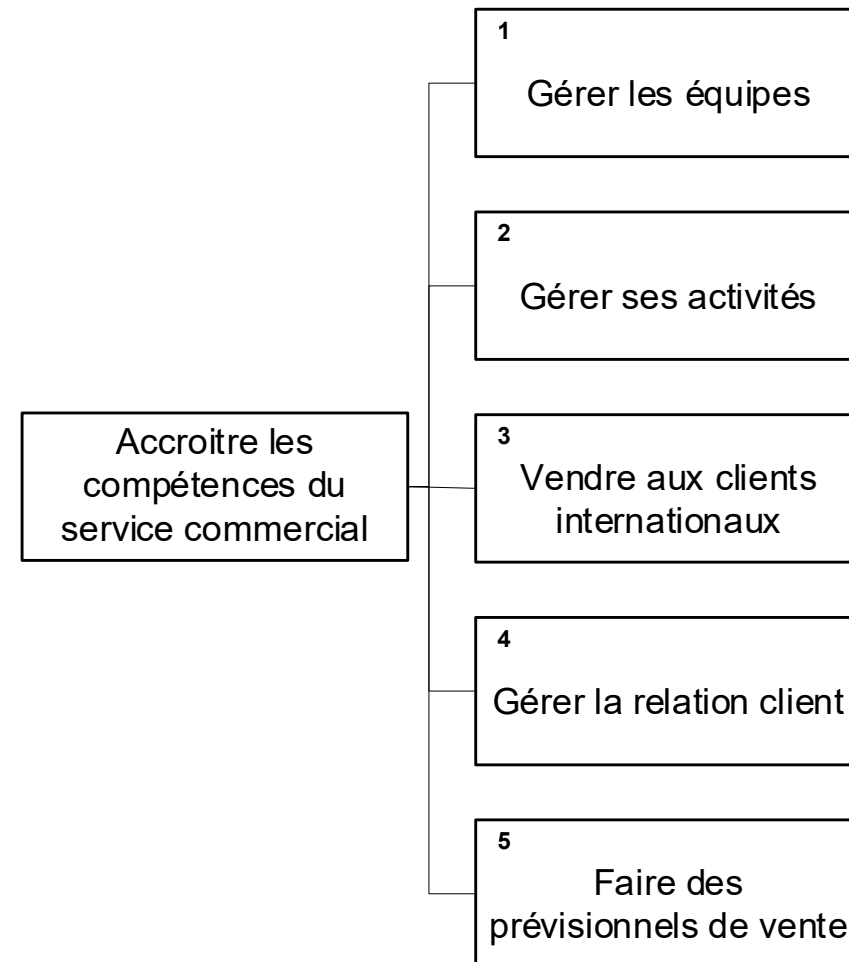 1
Gérer les équipes
2
Gérer ses activités
Accroitre les
compétences du
service commercial
3
Vendre aux clients
internationaux
4
Gérer la relation client
5
Faire des
prévisionnels de vente